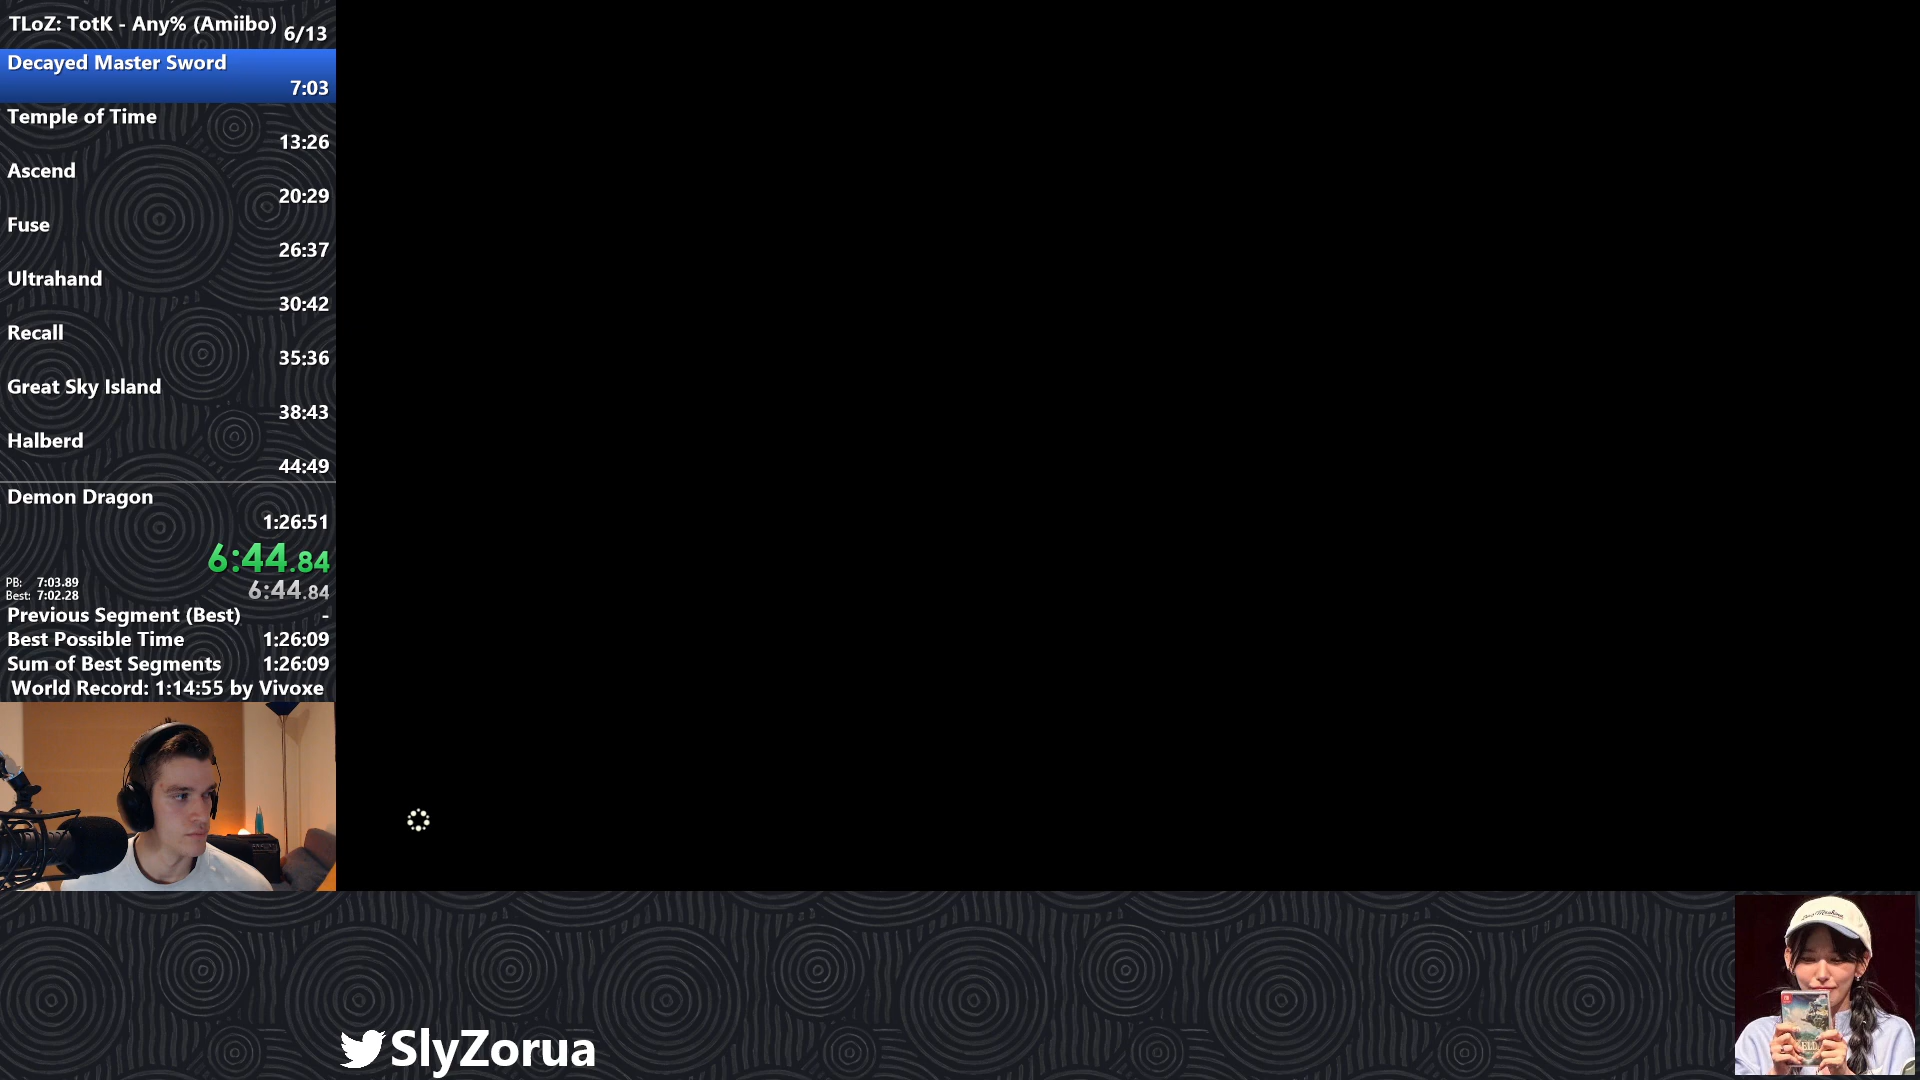 TLoZ: TotK - Any% (Amiibo) 6/13
Decayed Master Sword
7:03
Temple of Time
13:26
Ascend
20:29
Fuse
26:37
Ultrahand
30:42
Recall
35:36
Great Sky Island
38:43
Halberd
44:49
Demon Dragon
1:26:51
6:44.84
PB: 7:03.89
Best: 7:02.28
6:44.84
Previous Segment (Best) -
Best Possible Time 1:26:09
Sum of Best Segments 1:26:09
World Record: 1:14:55 by Vivoxe
SlyZorua